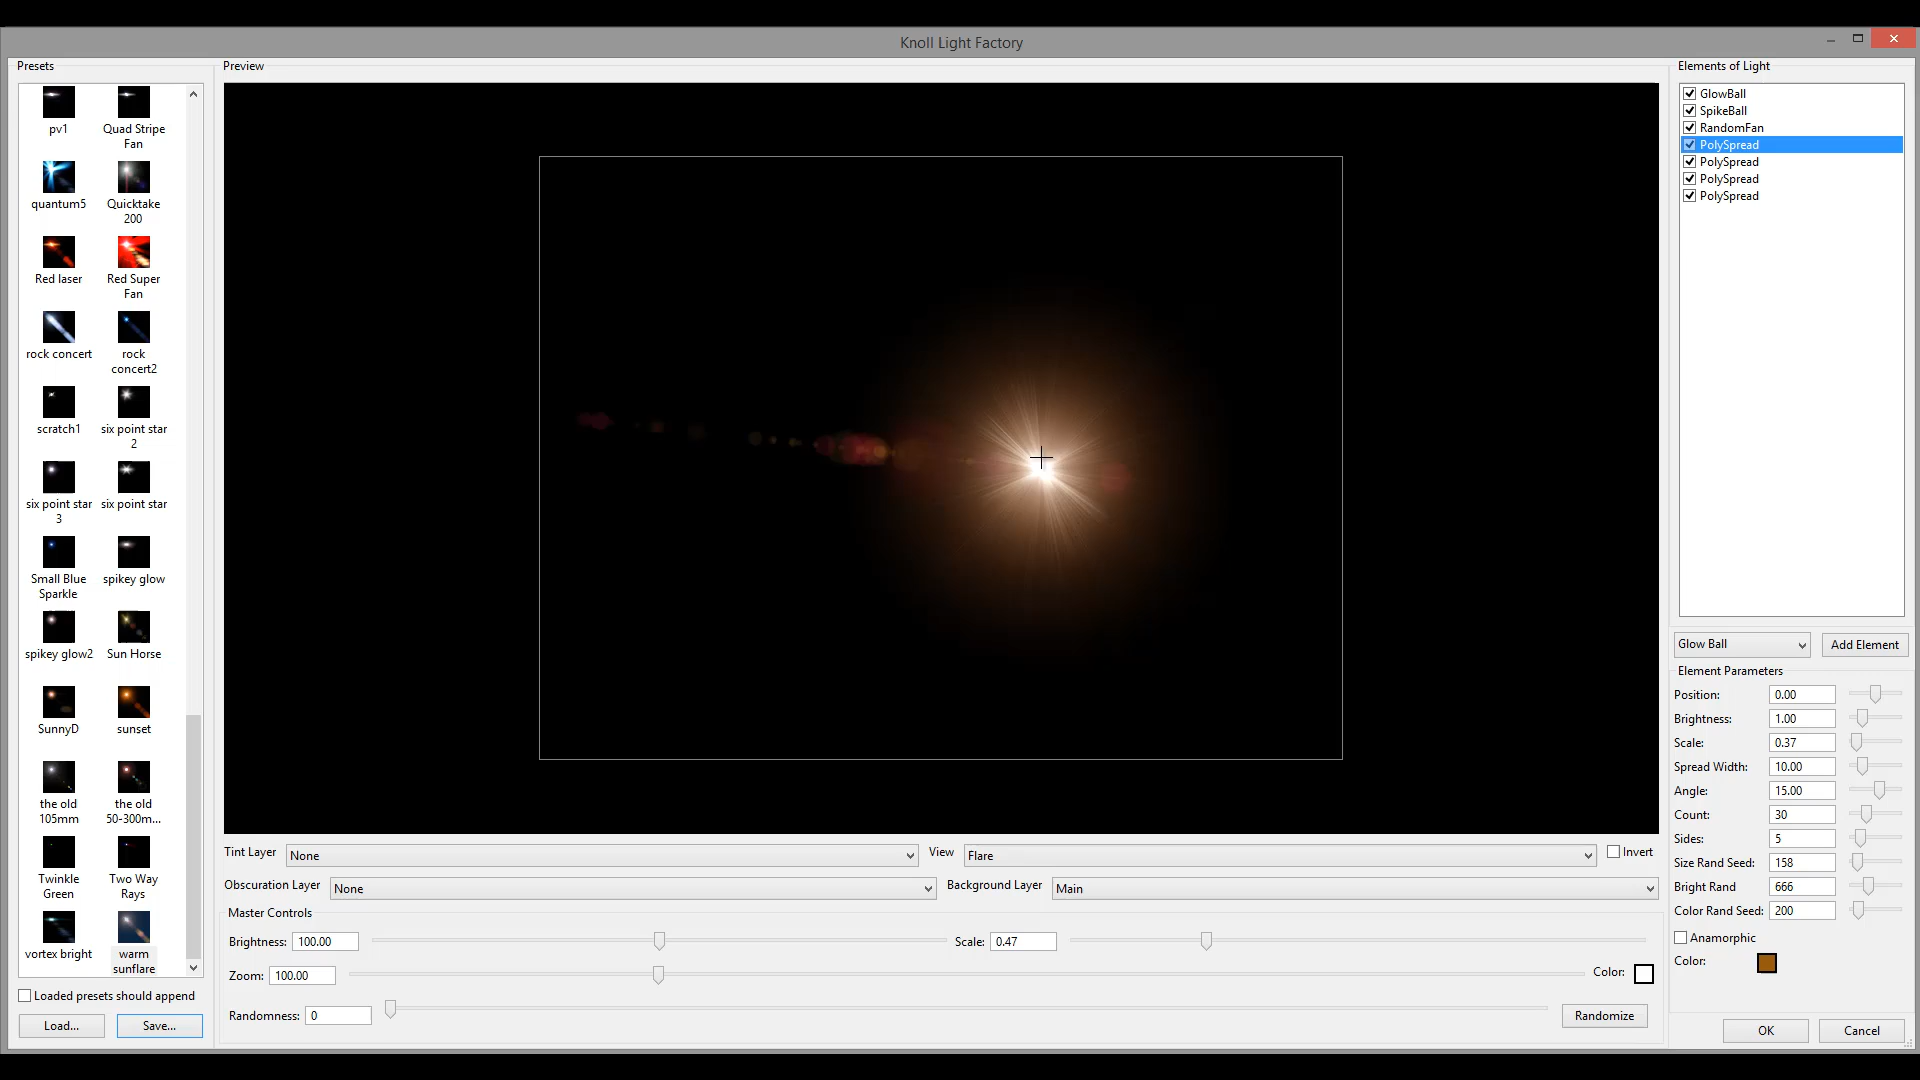 Knoll Light Factory
Presets
Preview
Elements of Light
pv1
Quad Stripe
Fan
quantum5
Quicktake
200
Red laser
Red Super
Fan
rock concert
rock
concert2
scratch1
six point star
2
six point star
3
six point star
Small Blue
Sparkle
spikey glow
spikey glow2
Sun Horse
SunnyD
sunset
the old
105mm
the old
50-300m...
Twinkle
Green
Two Way
Rays
vortex bright
warm
sunflare
Loaded presets should append
Load...
Save...
Tint Layer
None
View
Flare
Invert
Obscuration Layer
None
Background Layer
Main
Master Controls
Brightness: 100.00
Scale: 0.47
Zoom: 100.00
Color:
Randomness: 0
Randomize
GlowBall
SpikeBall
RandomFan
PolySpread
PolySpread
PolySpread
PolySpread
Glow Ball
Add Element
Element Parameters
Position: 0.00
Brightness: 1.00
Scale: 0.37
Spread Width: 10.00
Angle: 15.00
Count: 30
Sides: 5
Size Rand Seed: 158
Bright Rand 666
Color Rand Seed: 200
Anamorphic
Color:
OK
Cancel